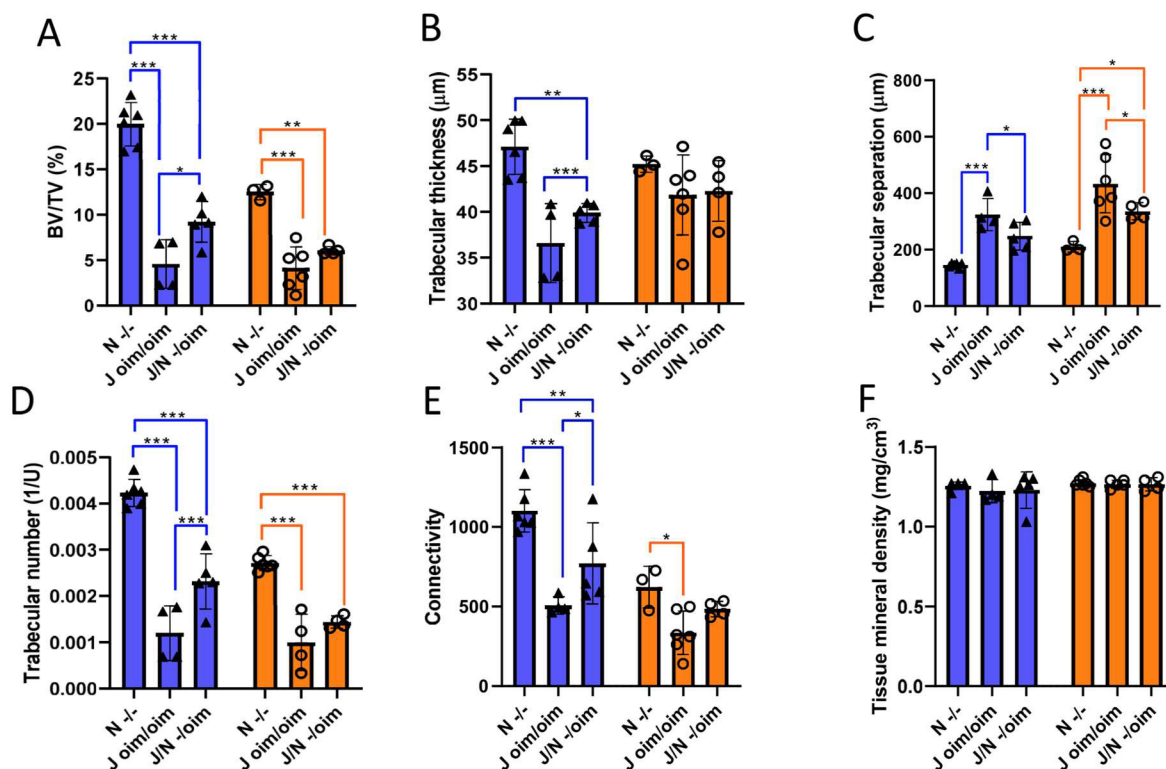 A
***
***
*
**
***
BV/TV (%)
25
20
15
10
5
0
N -/-
J oim/oim
J/N -/oim
N -/-
J oim/oim
J/N -/oim
B
**
***
Trabecular thickness (μm)
55
50
45
40
35
30
N -/-
J oim/oim
J/N -/oim
N -/-
J oim/oim
J/N -/oim
C
*
***
*
*
***
Trabecular separation (μm)
800
600
400
200
0
N -/-
J oim/oim
J/N -/oim
N -/-
J oim/oim
J/N -/oim
D
***
***
***
***
***
Trabecular number (1/U)
0.005
0.004
0.003
0.002
0.001
0.000
N -/-
J oim/oim
J/N -/oim
N -/-
J oim/oim
J/N -/oim
E
**
*
***
*
Connectivity
1500
1000
500
0
N -/-
J oim/oim
J/N -/oim
N -/-
J oim/oim
J/N -/oim
F
Tissue mineral density (mg/cm³)
1.5
1.0
0.5
0.0
N -/-
J oim/oim
J/N -/oim
N -/-
J oim/oim
J/N -/oim